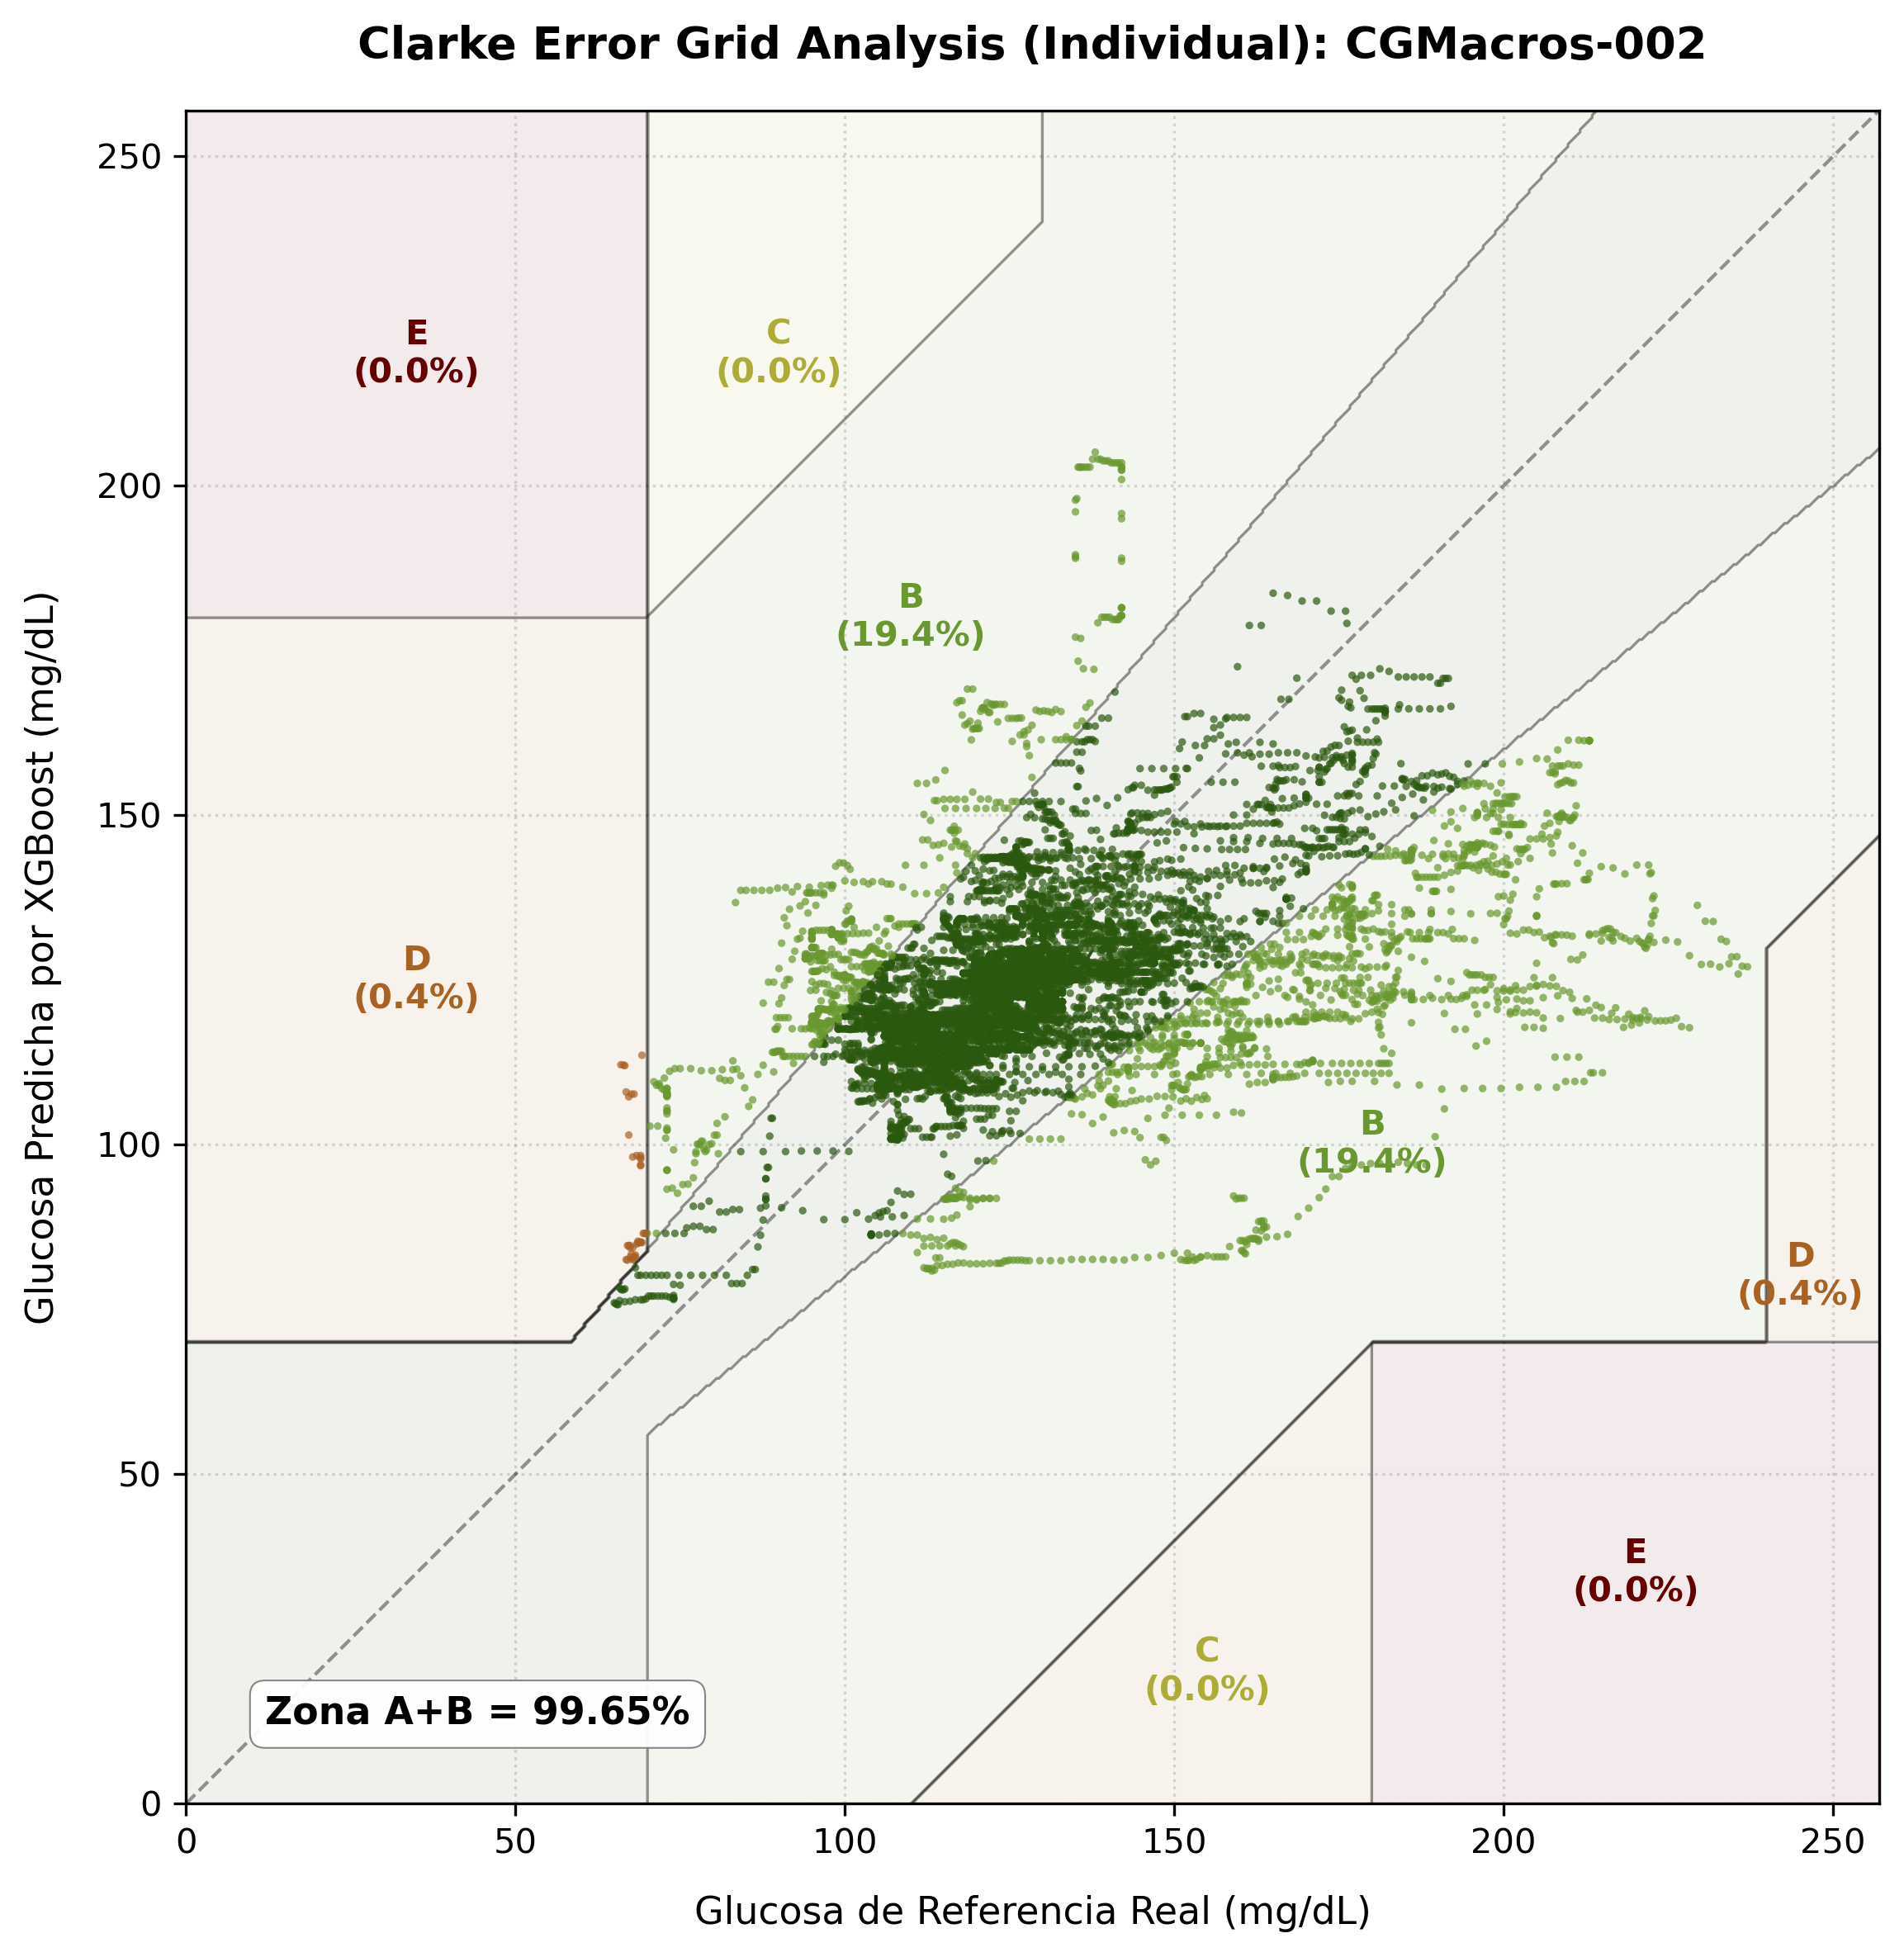 Clarke Error Grid Analysis (Individual): CGMacros-002
Glucosa Predicha por XGBoost (mg/dL)
250
200
150
100
50
0
E
(0.0%)
C
(0.0%)
B
(19.4%)
D
(0.4%)
B
(19.4%)
D
(0.4%)
E
(0.0%)
C
(0.0%)
Zona A+B = 99.65%
0
50
100
150
200
250
Glucosa de Referencia Real (mg/dL)